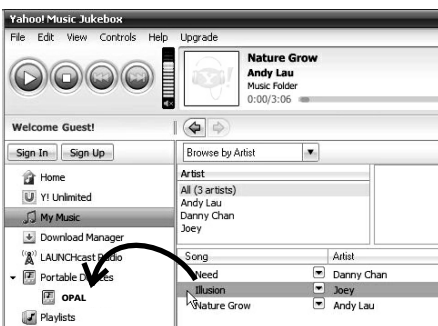 Yahoo! Music Jukebox
File Edit View Controls Help Upgrade
Nature Grow
Andy Lau
Music Folder
0:00/3:06
Welcome Guest!
Sign In Sign Up
Browse by Artist
Home
Y! Unlimited
My Music
Download Manager
LAUNCHcast Radio
Portable Devices
OPAL
Playlists
Artist
All (3 artists)
Andy Lau
Danny Chan
Joey
Song Artist
Need Danny Chan
Illusion Joey
Nature Grow Andy Lau